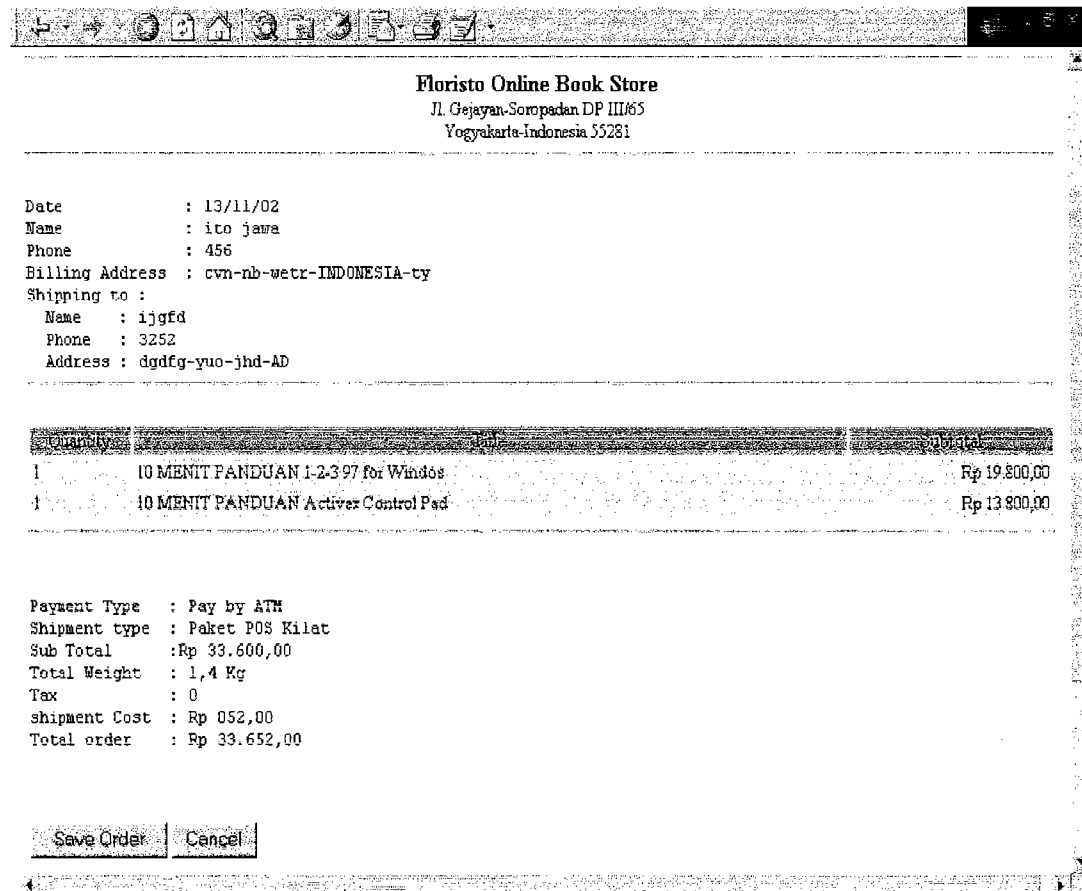 Floristo Online Book Store
Jl. Gejayan-Soropadan DP III/65
Yogyakarta-Indonesia 55281
Date : 13/11/02
Name : ito jawa
Phone : 456
Billing Address : cvn-nb-wetr-INDONESIA-ty
Shipping to :
Name : ijgfd
Phone : 3252
Address : dgdfg-yuo-jhd-AD
Quantity Title Subtotal
1 10 MENIT PANDUAN 1-2-3 97 for Windos Rp 19.800,00
1 10 MENIT PANDUAN Activex Control Pad Rp 13.800,00
Payment Type : Pay by ATM
Shipment type : Paket POS Kilat
Sub Total :Rp 33.600,00
Total Weight : 1,4 Kg
Tax : 0
shipment Cost : Rp 052,00
Total order : Rp 33.652,00
Save Order Cancel